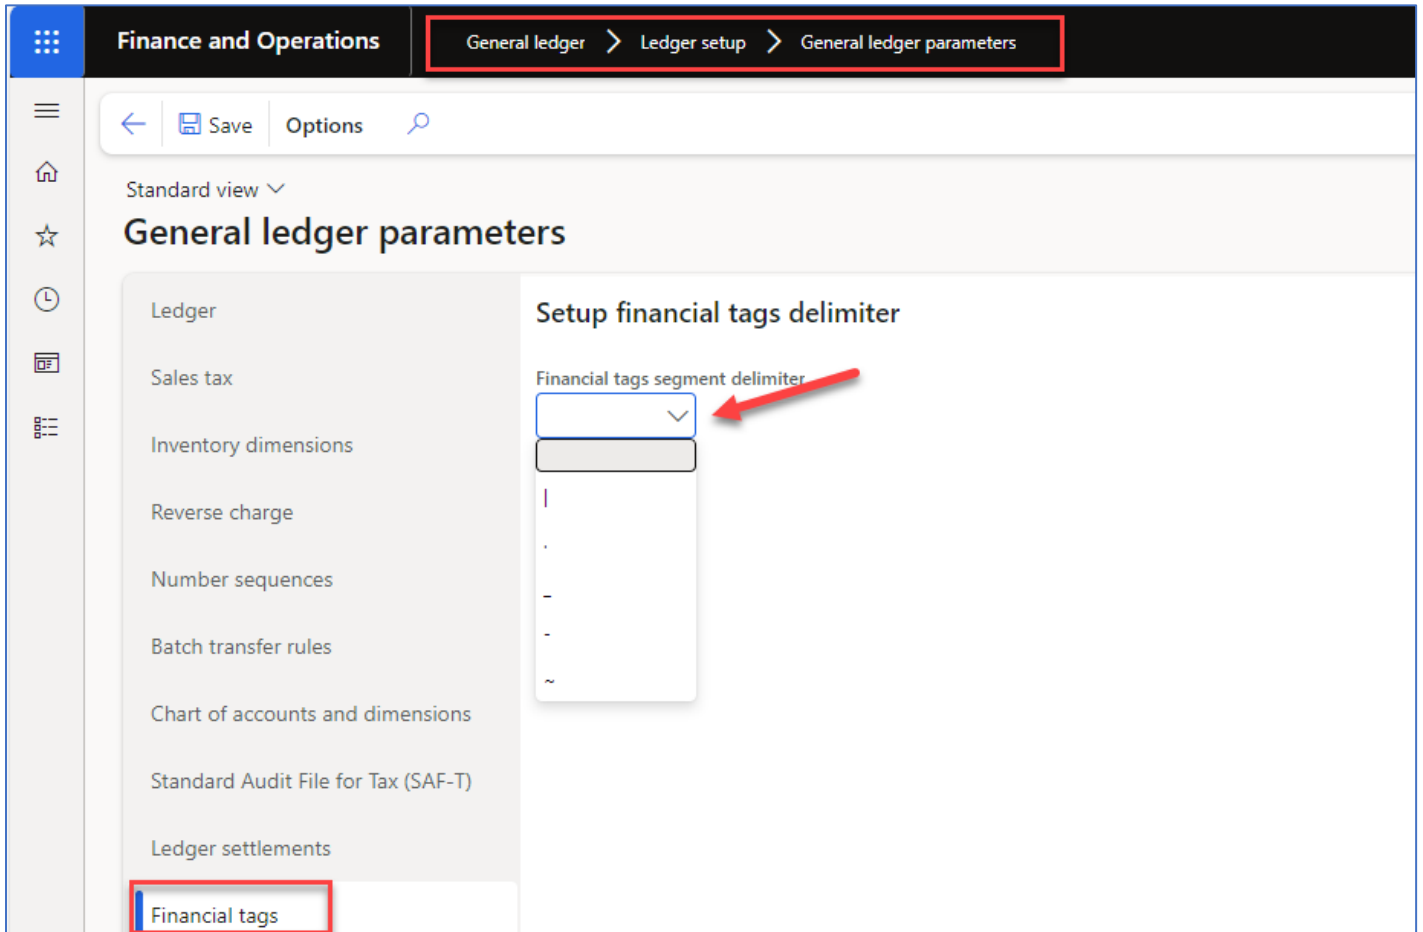 Finance and Operations
General ledger > Ledger setup > General ledger parameters
Save Options
Standard view
General ledger parameters
Ledger
Sales tax
Inventory dimensions
Reverse charge
Number sequences
Batch transfer rules
Chart of accounts and dimensions
Standard Audit File for Tax (SAF-T)
Ledger settlements
Financial tags
Setup financial tags delimiter
Financial tags segment delimiter
|
.
_
-
~